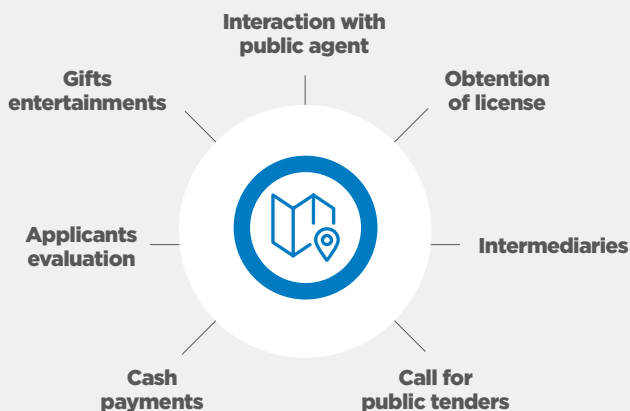 Interaction with
public agent
Gifts
entertainments
Obtention
of license
Applicants
evaluation
Intermediaries
Cash
payments
Call for
public tenders